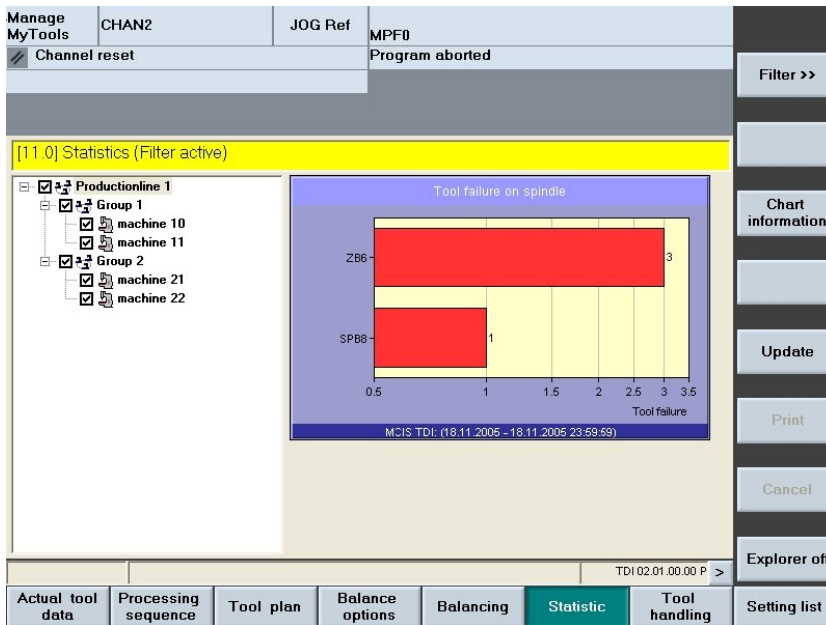 Manage
MyTools
CHAN2
JOG Ref
MPF0
Channel reset
Program aborted
[11.0] Statistics (Filter active)
Productionline 1
Group 1
machine 10
machine 11
Group 2
machine 21
machine 22
Tool failure on spindle
ZB6
3
SPB8
1
0.5 1 1.5 2 2.5 3 3.5
Tool failure
MCIS TDI: (18.11.2005 - 18.11.2005 23:59:59)
Filter >>
Chart
information
Update
Print
Cancel
Explorer off
TDI 02.01.00.00 P >
Actual tool
data
Processing
sequence
Tool plan
Balance
options
Balancing
Statistic
Tool
handling
Setting list